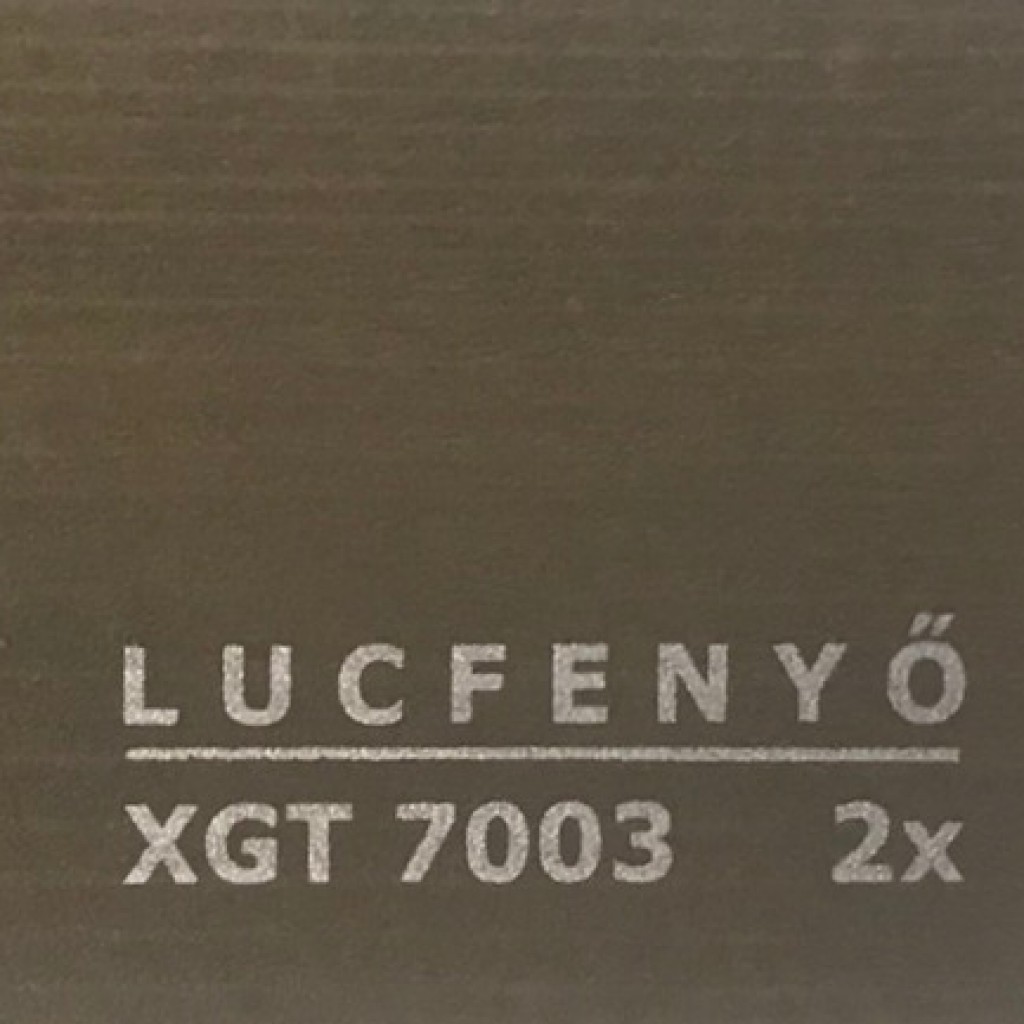 LUCFENYŐ
XGT 7003 2x